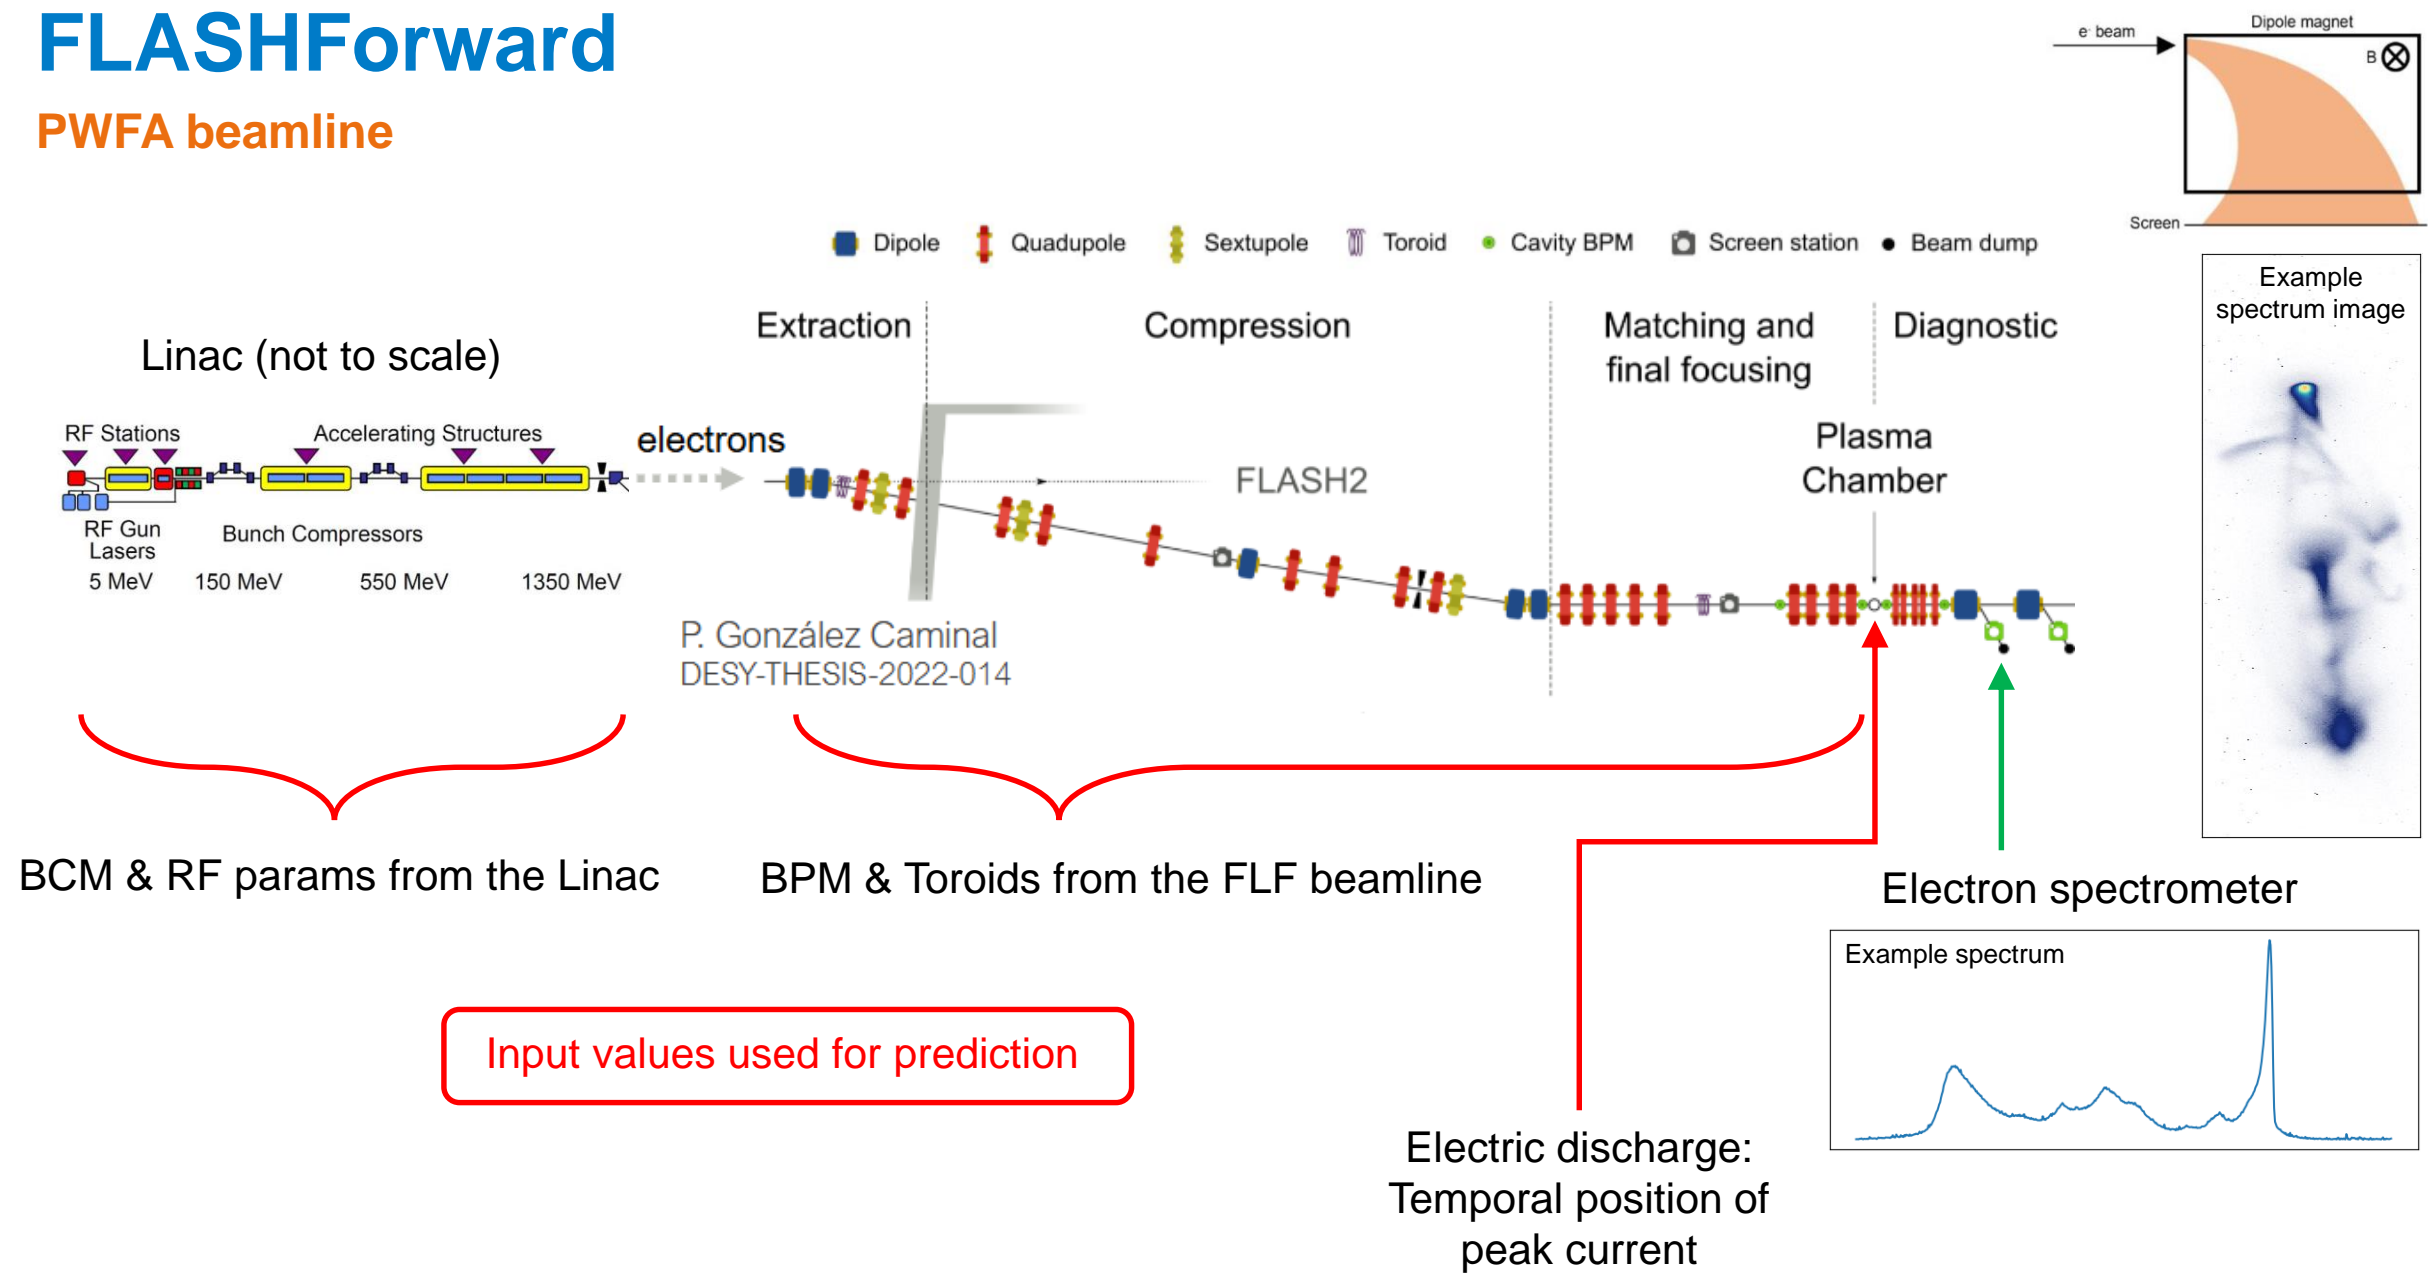 FLASHForward
PWFA beamline
e- beam
Dipole magnet
B
Screen
Dipole
Quadupole
Sextupole
Toroid
Cavity BPM
Screen station
Beam dump
Example
spectrum image
Extraction
Compression
Matching and
final focusing
Diagnostic
Linac (not to scale)
RF Stations
Accelerating Structures
electrons
FLASH2
Plasma
Chamber
RF Gun
Lasers
Bunch Compressors
5 MeV
150 MeV
550 MeV
1350 MeV
P. González Caminal
DESY-THESIS-2022-014
BCM & RF params from the Linac
BPM & Toroids from the FLF beamline
Electron spectrometer
Example spectrum
Input values used for prediction
Electric discharge:
Temporal position of
peak current